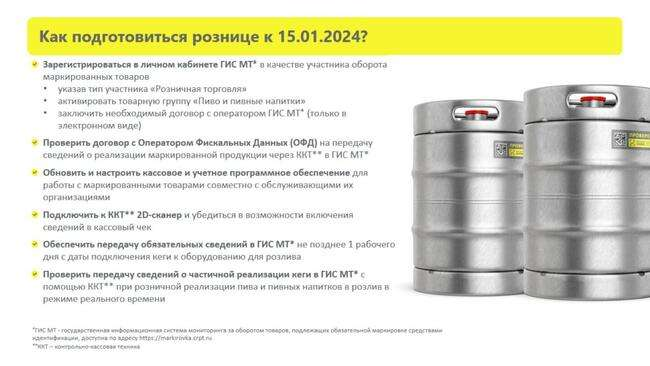 Как подготовиться рознице к 15.01.2024?
Зарегистрироваться в личном кабинете ГИС МТ* в качестве участника оборота
маркированных товаров
• указав тип участника «Розничная торговля»
• активировать товарную группу «Пиво и пивные напитки»
• заключить необходимый договор с оператором ГИС МТ* (только в
электронном виде)
Проверить договор с Оператором Фискальных Данных (ОФД) на передачу
сведений о реализации маркированной продукции через ККТ** в ГИС МТ*
Обновить и настроить кассовое и учетное программное обеспечение для
работы с маркированными товарами совместно с обслуживающими их
организациями
Подключить к ККТ** 2D-сканер и убедиться в возможности включения
сведений в кассовый чек
Обеспечить передачу обязательных сведений в ГИС МТ* не позднее 1 рабочего
дня с даты подключения кеги к оборудованию для розлива
Проверить передачу сведений о частичной реализации кеги в ГИС МТ* с
помощью ККТ** при розничной реализации пива и пивных напитков в розлив в
режиме реального времени
*ГИС МТ - государственная информационная система мониторинга за оборотом товаров, подлежащих обязательной маркировке средствами
идентификации, доступна по адресу https://markirovka.crpt.ru
**ККТ – контрольно-кассовая техника